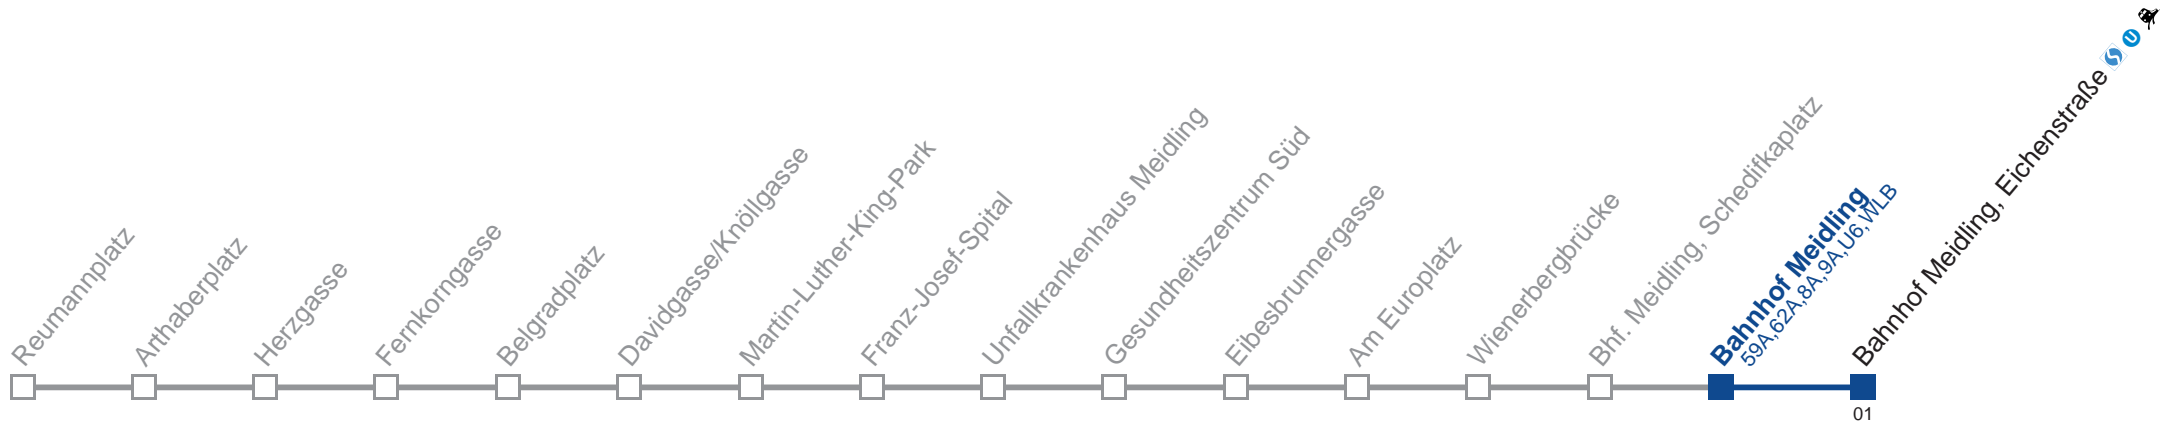 Reumannplatz
Arthaberplatz
Herzgasse
Fernkorngasse
Belgradplatz
Davidgasse/Knöllgasse
Martin-Luther-King-Park
Franz-Josef-Spital
Unfallkrankenhaus Meidling
Gesundheitszentrum Süd
Eibesbrunnergasse
Am Europlatz
Wienerbergbrücke
Bhf. Meidling, Schedifkaplatz
Bahnhof Meidling
59A,62A,8A,9A,U6,WLB
Bahnhof Meidling, Eichenstraße S U
01